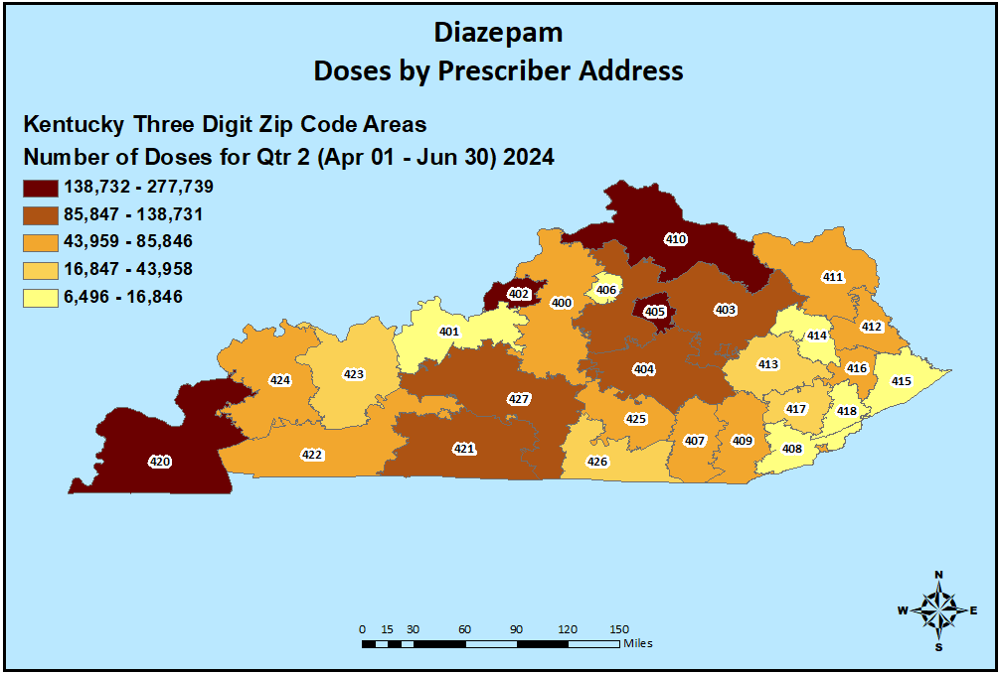 Diazepam
Doses by Prescriber Address
Kentucky Three Digit Zip Code Areas
Number of Doses for Qtr 2 (Apr 01 - Jun 30) 2024
138,732 - 277,739
85,847 - 138,731
43,959 - 85,846
16,847 - 43,958
6,496 - 16,846
410
411
402
400
406
405
403
401
414
412
424
423
404
413
416
415
427
425
417
418
420
422
421
426
407
409
408
N
W E
S
0 15 30 60 90 120 150
Miles